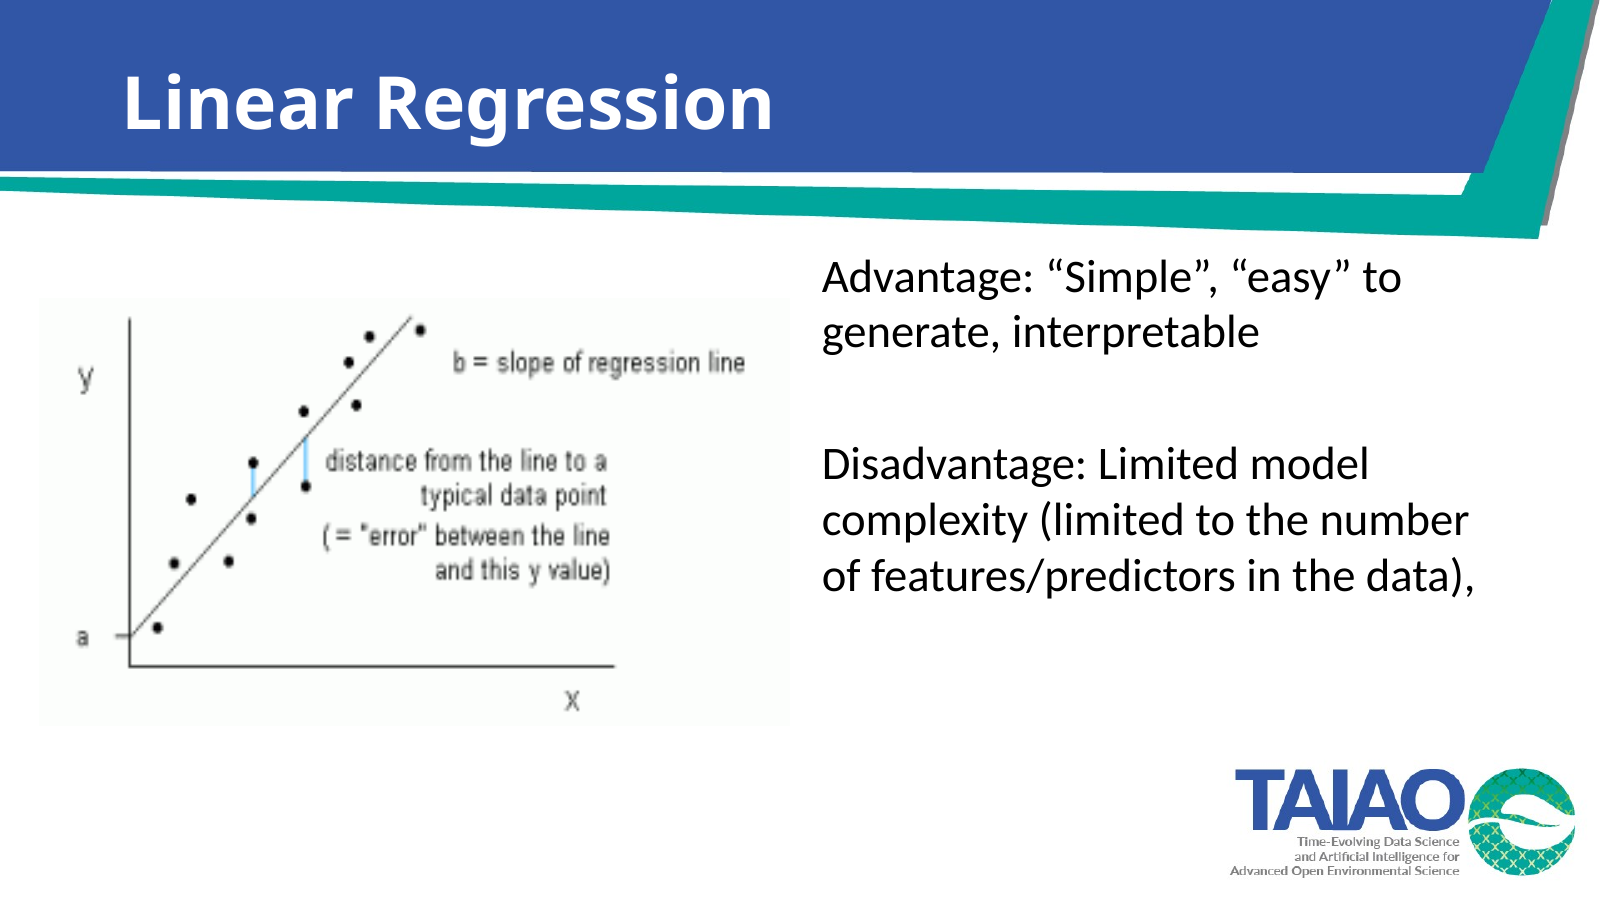 Linear Regression
y
b = slope of regression line
distance from the line to a
typical data point
( = "error" between the line
and this y value)
a
x
Advantage: “Simple”, “easy” to
generate, interpretable
Disadvantage: Limited model
complexity (limited to the number
of features/predictors in the data),
TAIAO
Time-Evolving Data Science
and Artificial Intelligence for
Advanced Open Environmental Science